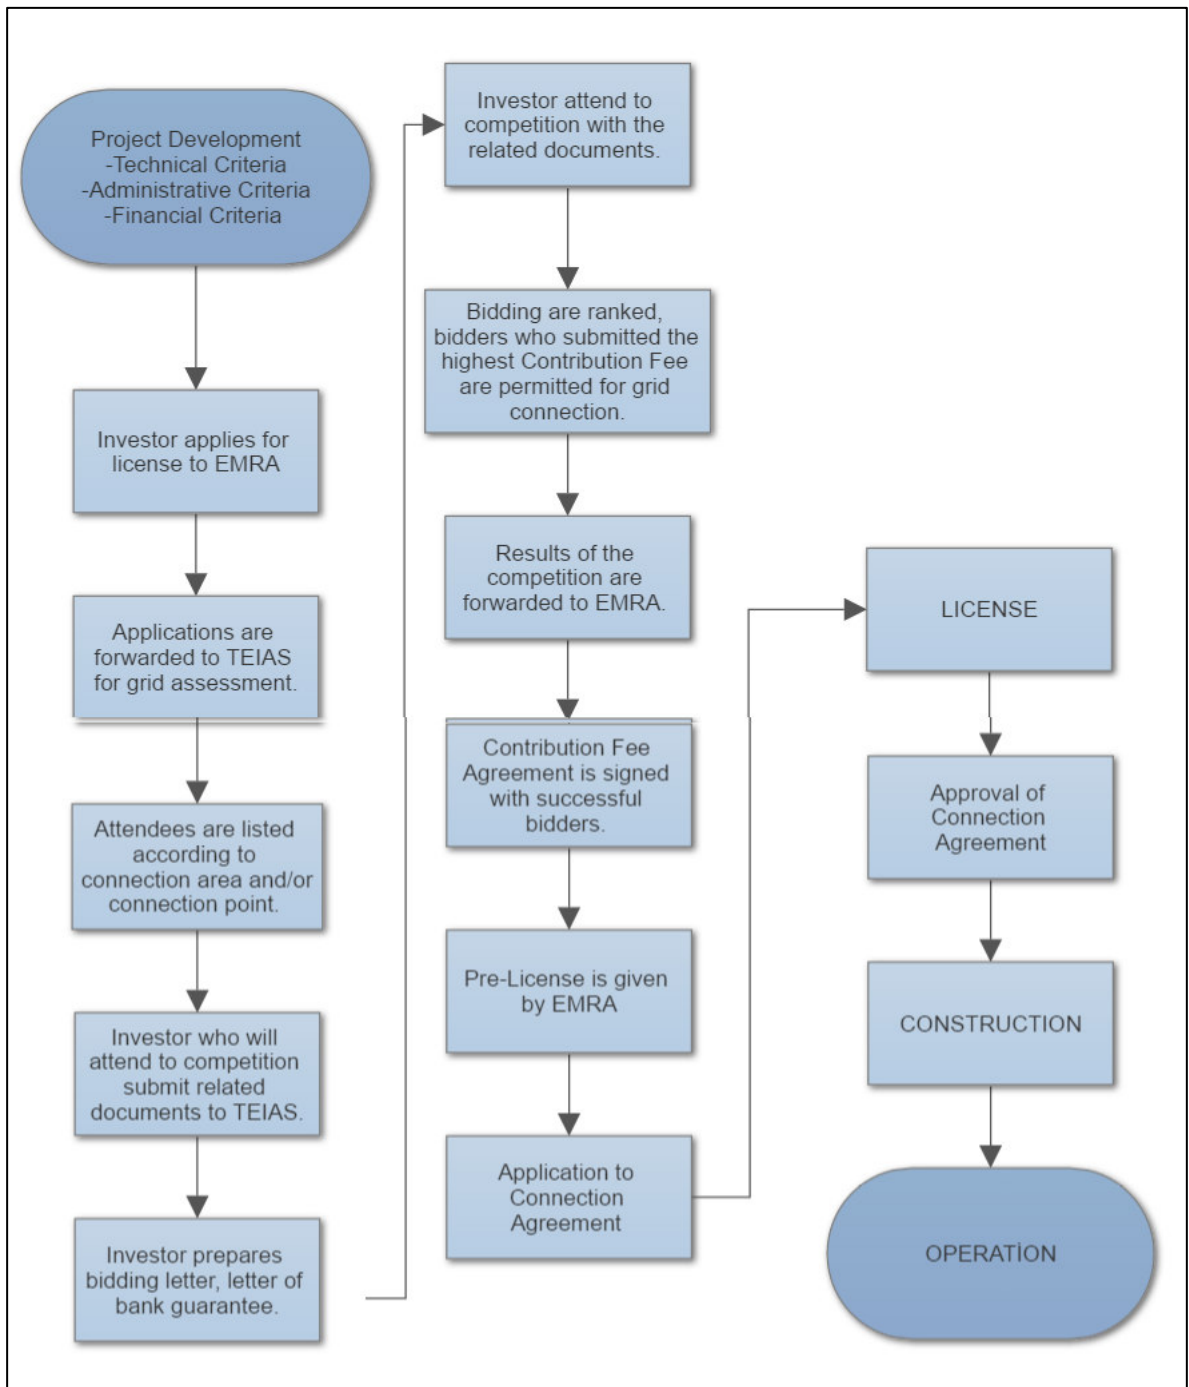 Project Development
-Technical Criteria
-Administrative Criteria
-Financial Criteria
Investor applies for
license to EMRA
Applications are
forwarded to TEIAS
for grid assessment.
Attendees are listed
according to
connection area and/or
connection point.
Investor who will
attend to competition
submit related
documents to TEIAS.
Investor prepares
bidding letter, letter of
bank guarantee.
Investor attend to
competition with the
related documents.
Bidding are ranked,
bidders who submitted the
highest Contribution Fee
are permitted for grid
connection.
Results of the
competition are
forwarded to EMRA.
Contribution Fee
Agreement is signed
with successful
bidders.
Pre-License is given
by EMRA
Application to
Connection
Agreement
LICENSE
Approval of
Connection
Agreement
CONSTRUCTION
OPERATİON